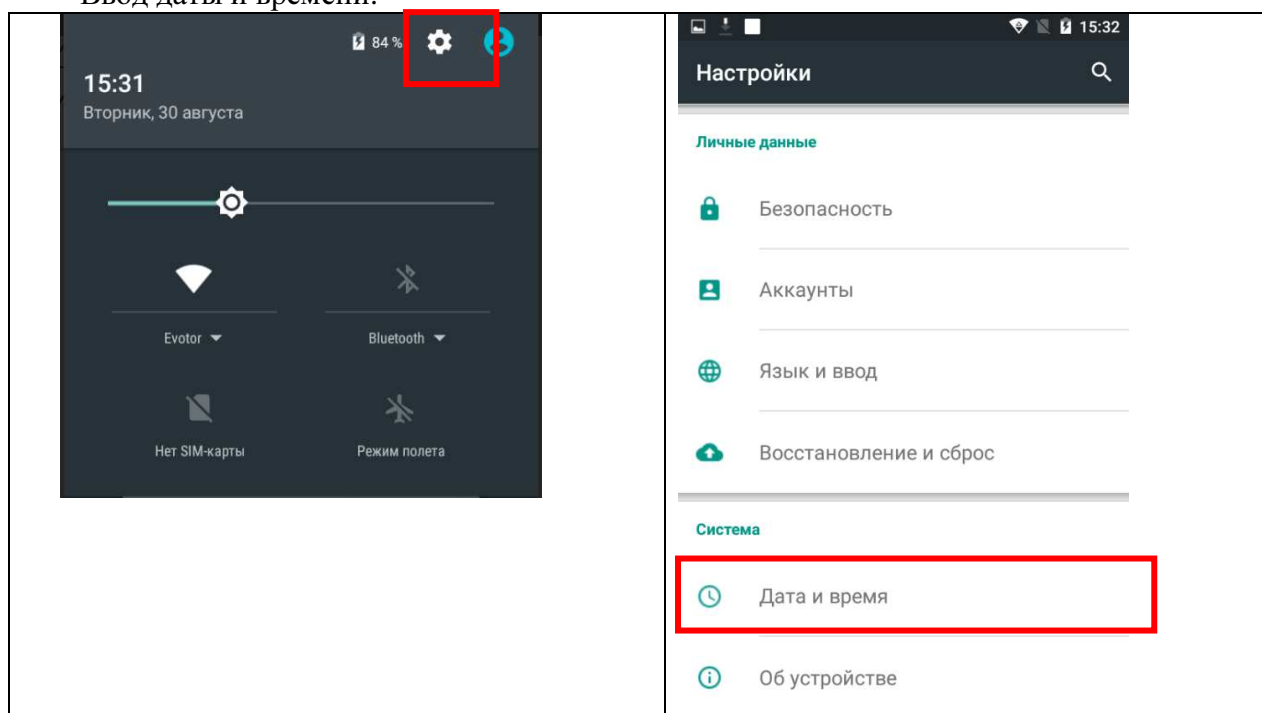 Ввод даты и времени:
84 %
15:31
Вторник, 30 августа
Evotor
Bluetooth
Нет SIM-карты
Режим полета
15:32
Настройки
Личные данные
Безопасность
Аккаунты
Язык и ввод
Восстановление и сброс
Система
Дата и время
Об устройстве